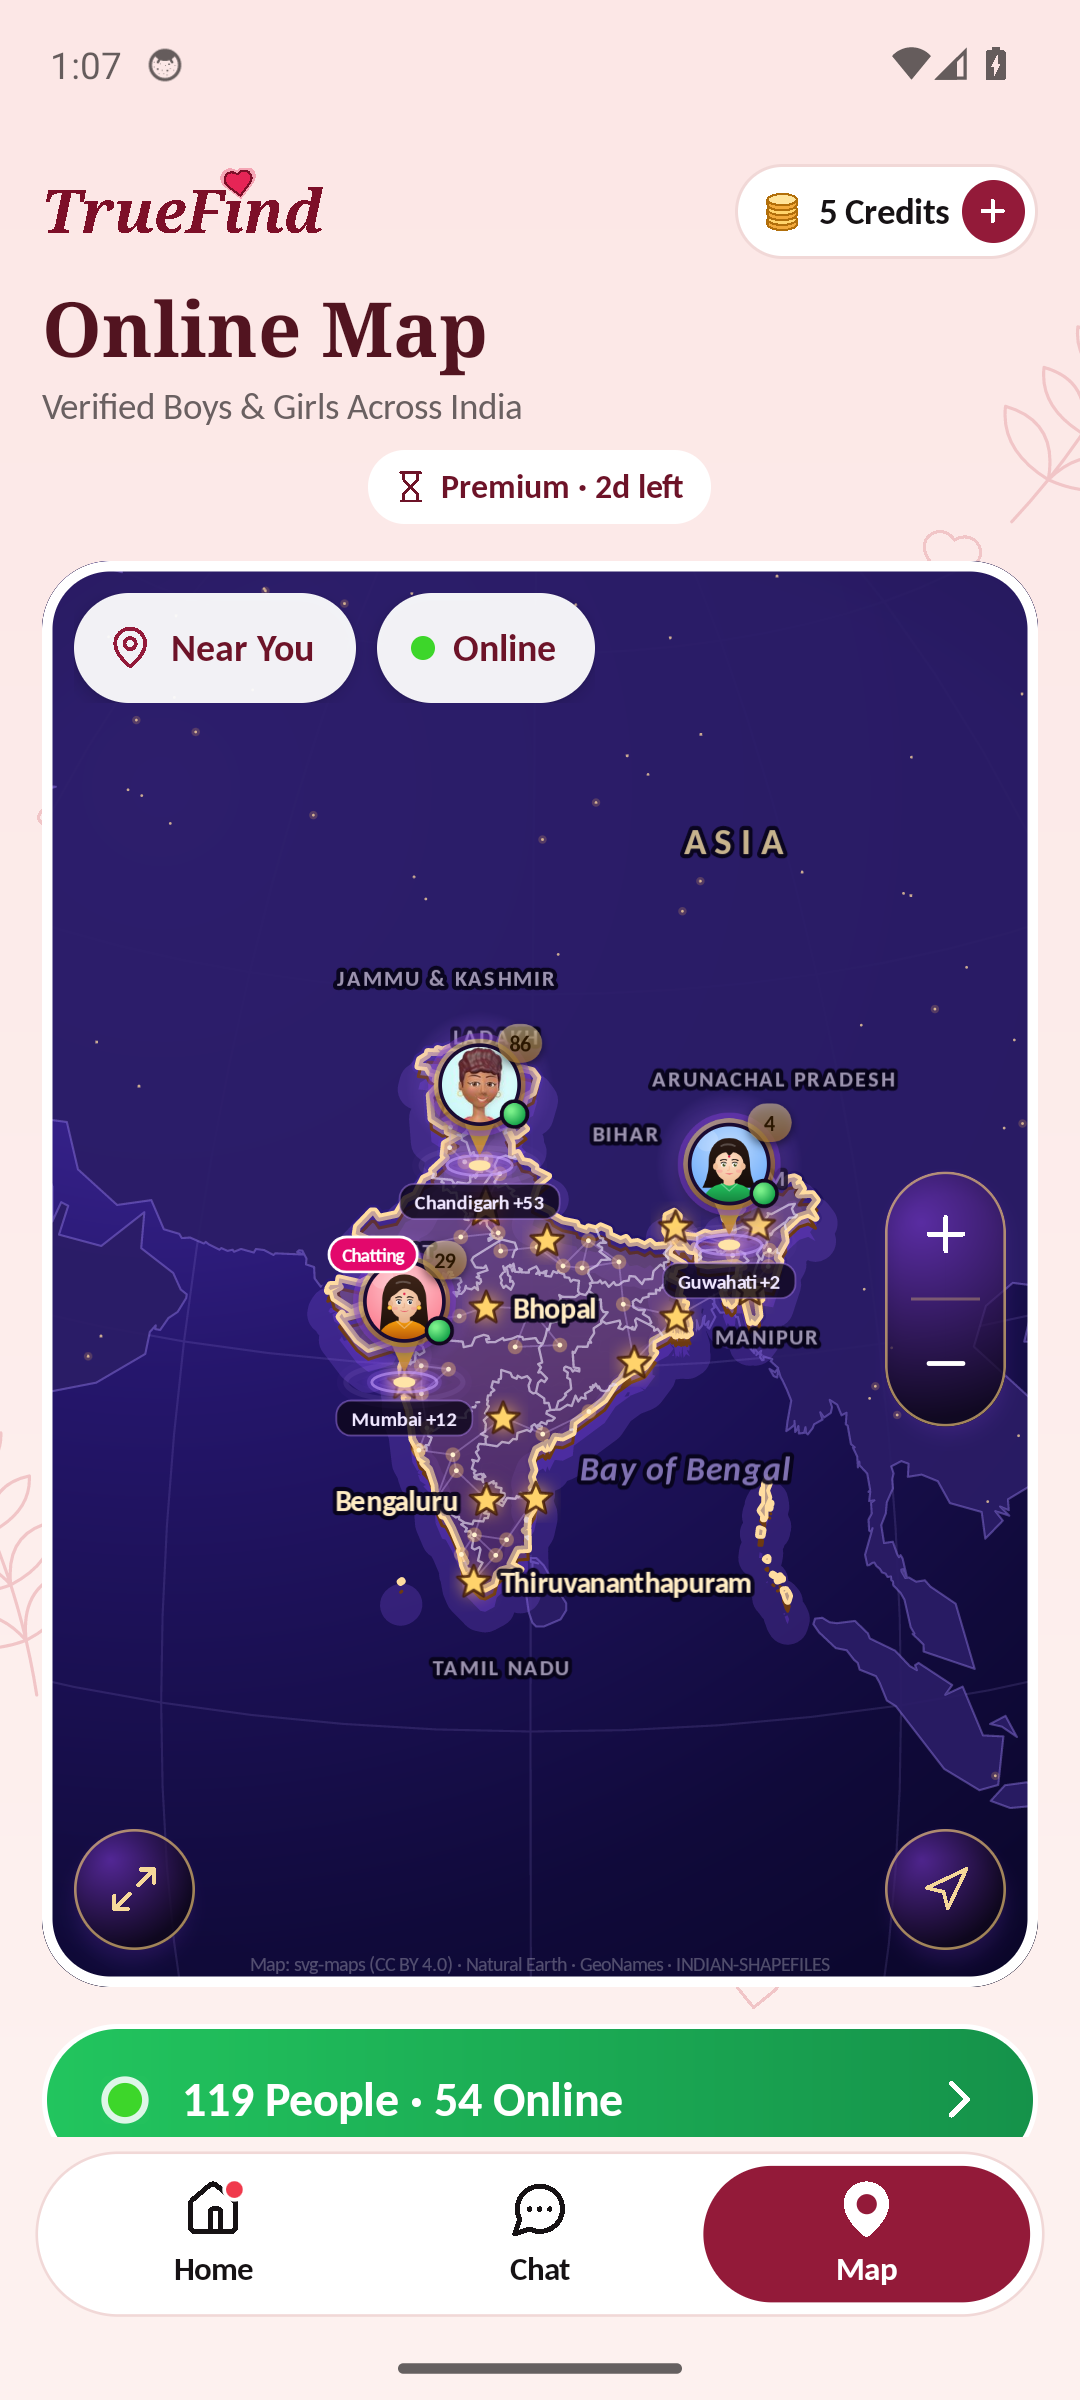 1:07
TrueFind
5 Credits
Online Map
Verified Boys & Girls Across India
Premium · 2d left
Near You
Online
ASIA
JAMMU & KASHMIR
86
ARUNACHAL PRADESH
BIHAR
4
Chandigarh +53
Chatting
29
Guwahati +2
Bhopal
MANIPUR
Mumbai +12
Bay of Bengal
Bengaluru
Thiruvananthapuram
TAMIL NADU
Map: svg-maps (CC BY 4.0) · Natural Earth · GeoNames · INDIAN-SHAPEFILES
119 People · 54 Online
Home
Chat
Map